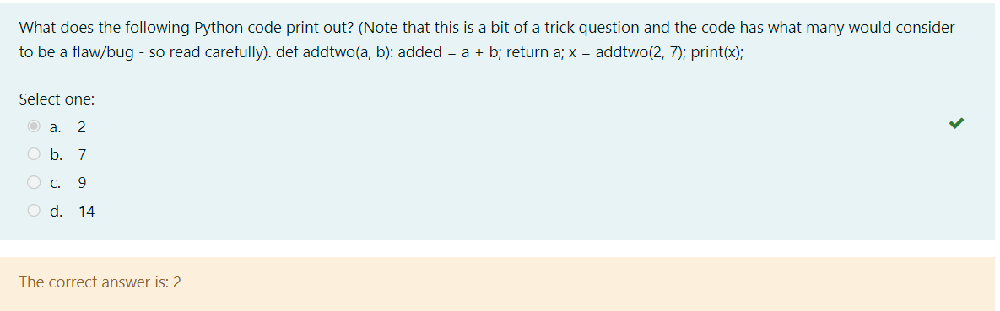 What does the following Python code print out? (Note that this is a bit of a trick question and the code has what many would consider
to be a flaw/bug - so read carefully). def addtwo(a, b): added = a + b; return a; x = addtwo(2, 7); print(x);
Select one:
a. 2
b. 7
c. 9
d. 14
The correct answer is: 2